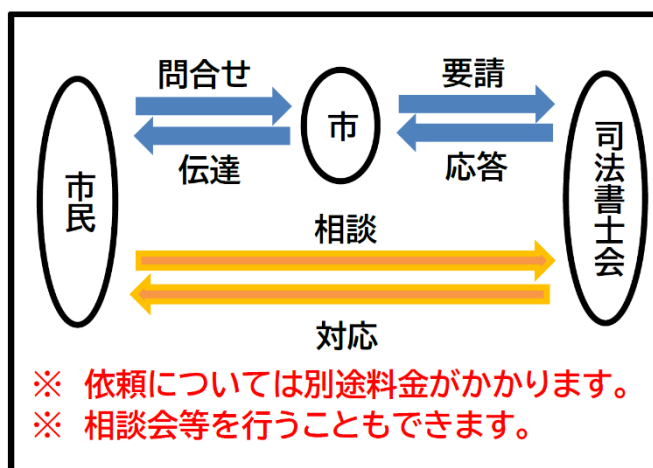 問合せ
要請
市
伝達
応答
市民
司法書士会
相談
対応
※ 依頼については別途料金がかかります。
※ 相談会等を行うこともできます。